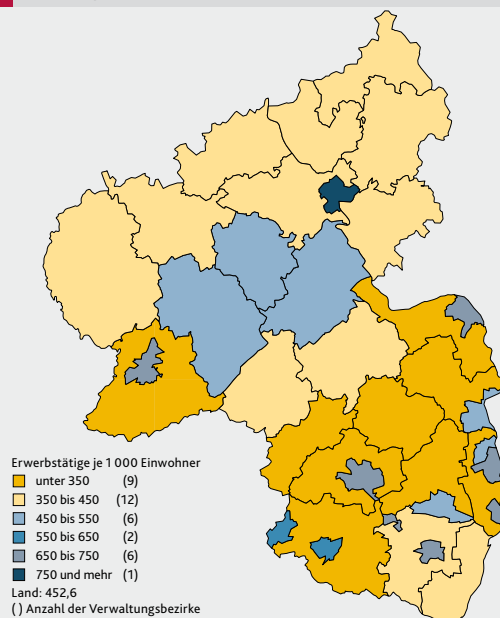 Erwerbstätige je 1 000 Einwohner
unter 350 (9)
350 bis 450 (12)
450 bis 550 (6)
550 bis 650 (2)
650 bis 750 (6)
750 und mehr (1)
Land: 452,6
( ) Anzahl der Verwaltungsbezirke